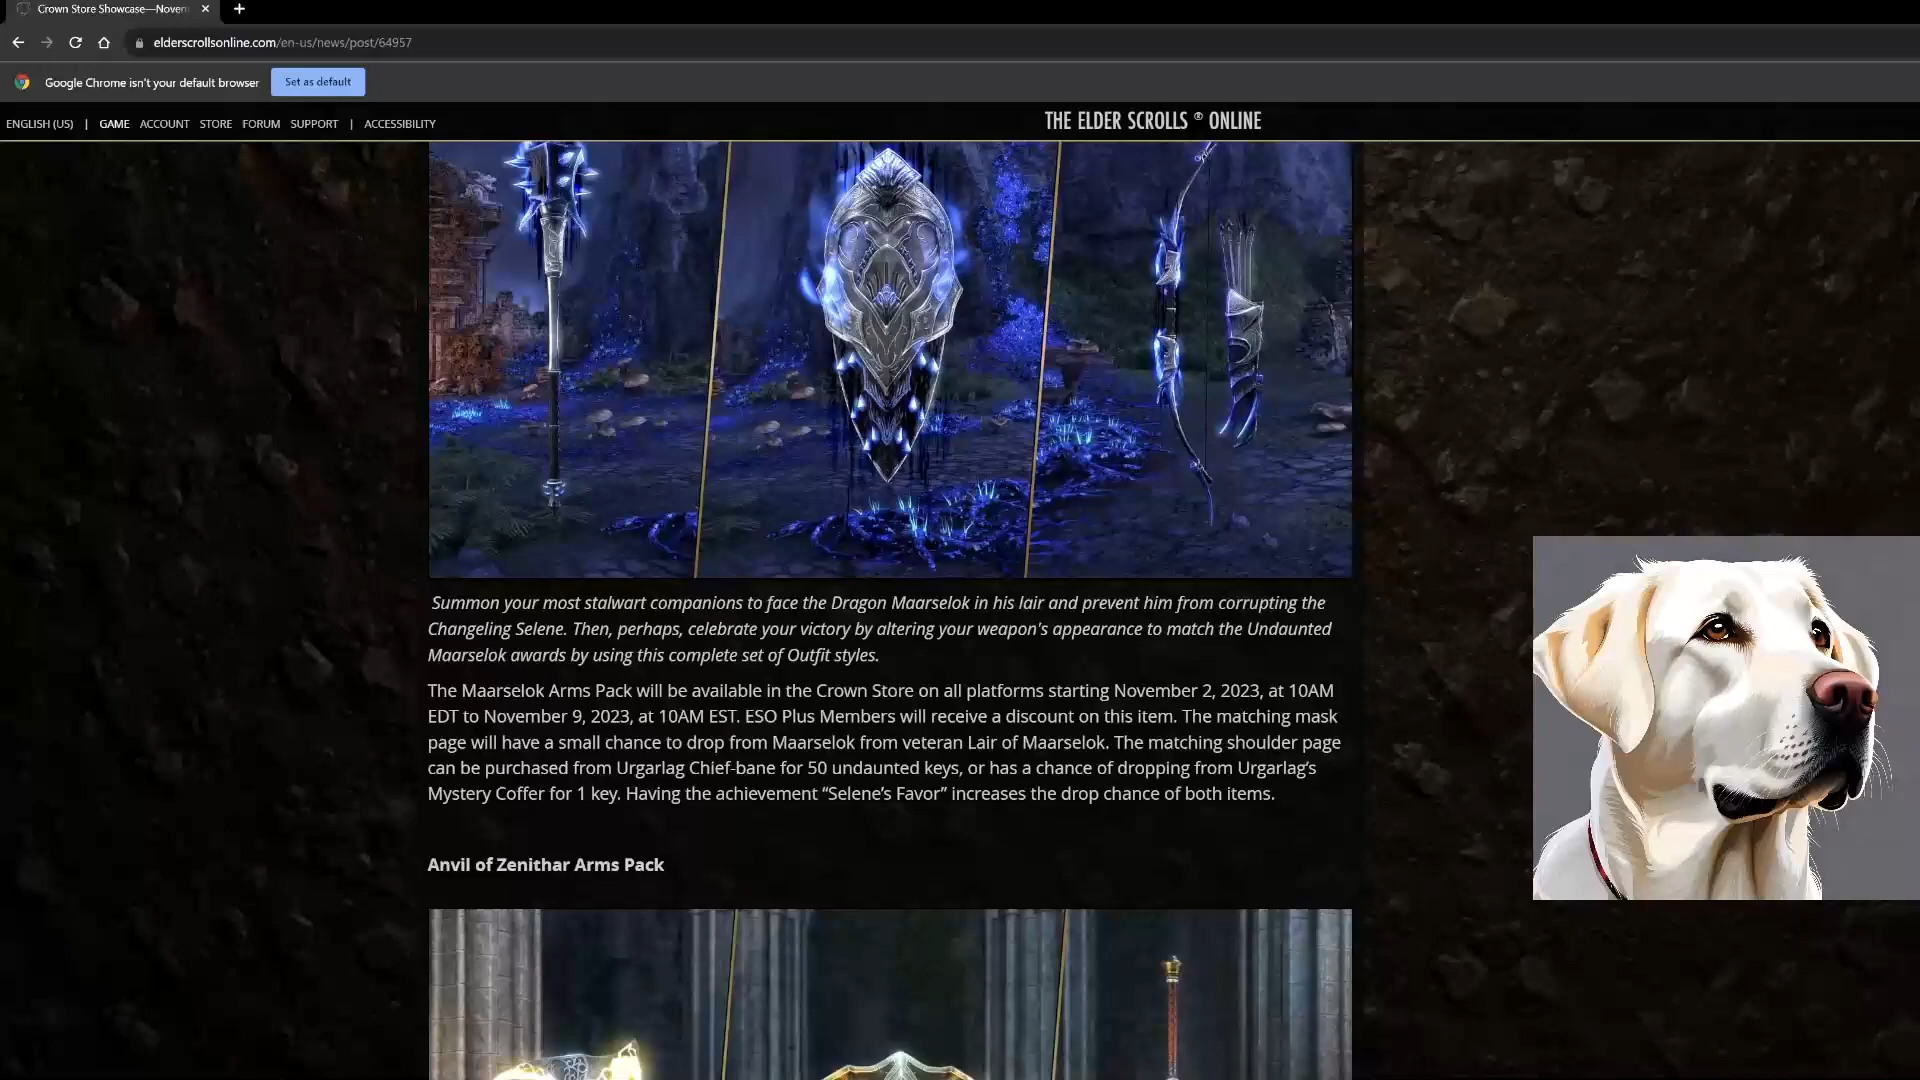 Crown Store Showcase—Novem
elderscrollsonline.com/en-us/news/post/64957
Google Chrome isn't your default browser
Set as default
ENGLISH (US) | GAME ACCOUNT STORE FORUM SUPPORT | ACCESSIBILITY
THE ELDER SCROLLS ® ONLINE
Summon your most stalwart companions to face the Dragon Maarselok in his lair and prevent him from corrupting the
Changeling Selene. Then, perhaps, celebrate your victory by altering your weapon's appearance to match the Undaunted
Maarselok awards by using this complete set of Outfit styles.
The Maarselok Arms Pack will be available in the Crown Store on all platforms starting November 2, 2023, at 10AM
EDT to November 9, 2023, at 10AM EST. ESO Plus Members will receive a discount on this item. The matching mask
page will have a small chance to drop from Maarselok from veteran Lair of Maarselok. The matching shoulder page
can be purchased from Urgarlag Chief-bane for 50 undaunted keys, or has a chance of dropping from Urgarlag’s
Mystery Coffer for 1 key. Having the achievement “Selene’s Favor” increases the drop chance of both items.
Anvil of Zenithar Arms Pack